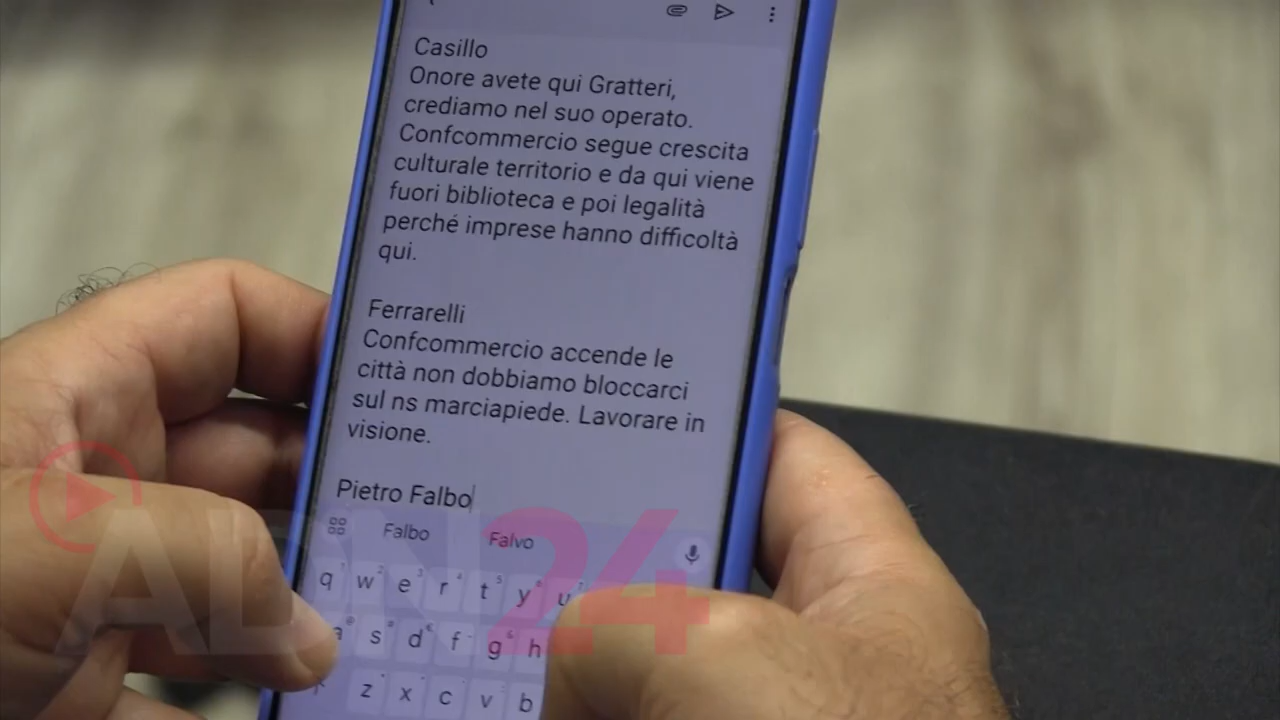 Casillo
Onore avete qui Gratteri,
crediamo nel suo operato.
Confcommercio segue crescita
culturale territorio e da qui viene
fuori biblioteca e poi legalità
perché imprese hanno difficoltà
qui.
Ferrarelli
Confcommercio accende le
città non dobbiamo bloccarci
sul ns marciapiede. Lavorare in
visione.
Pietro Falbo
Falbo Falvo
q w e r t y u
a s d f g h
z x c v b
ADN24